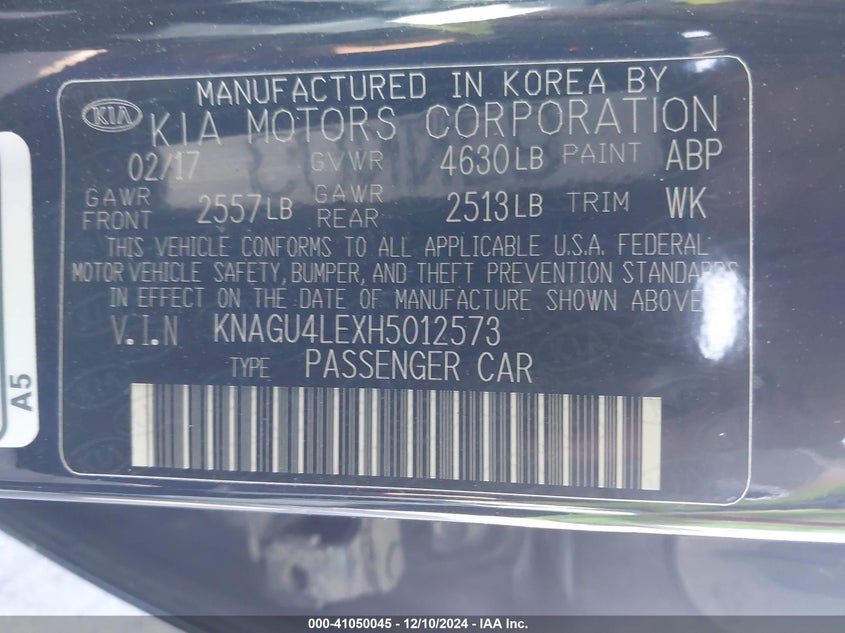 MANUFACTURED IN KOREA BY
KIA KIA MOTORS CORPORATION
02/17 GVWR 4630LB PAINT ABP
GAWR FRONT 2557LB GAWR REAR 2513LB TRIM WK
THIS VEHICLE CONFORMS TO ALL APPLICABLE U.S.A. FEDERAL
MOTOR VEHICLE SAFETY, BUMPER, AND THEFT PREVENTION STANDARDS
IN EFFECT ON THE DATE OF MANUFACTURE SHOWN ABOVE.
V.I.N KNAGU4LEXH5012573
TYPE PASSENGER CAR
A5
000-41050045 - 12/10/2024 - IAA Inc.